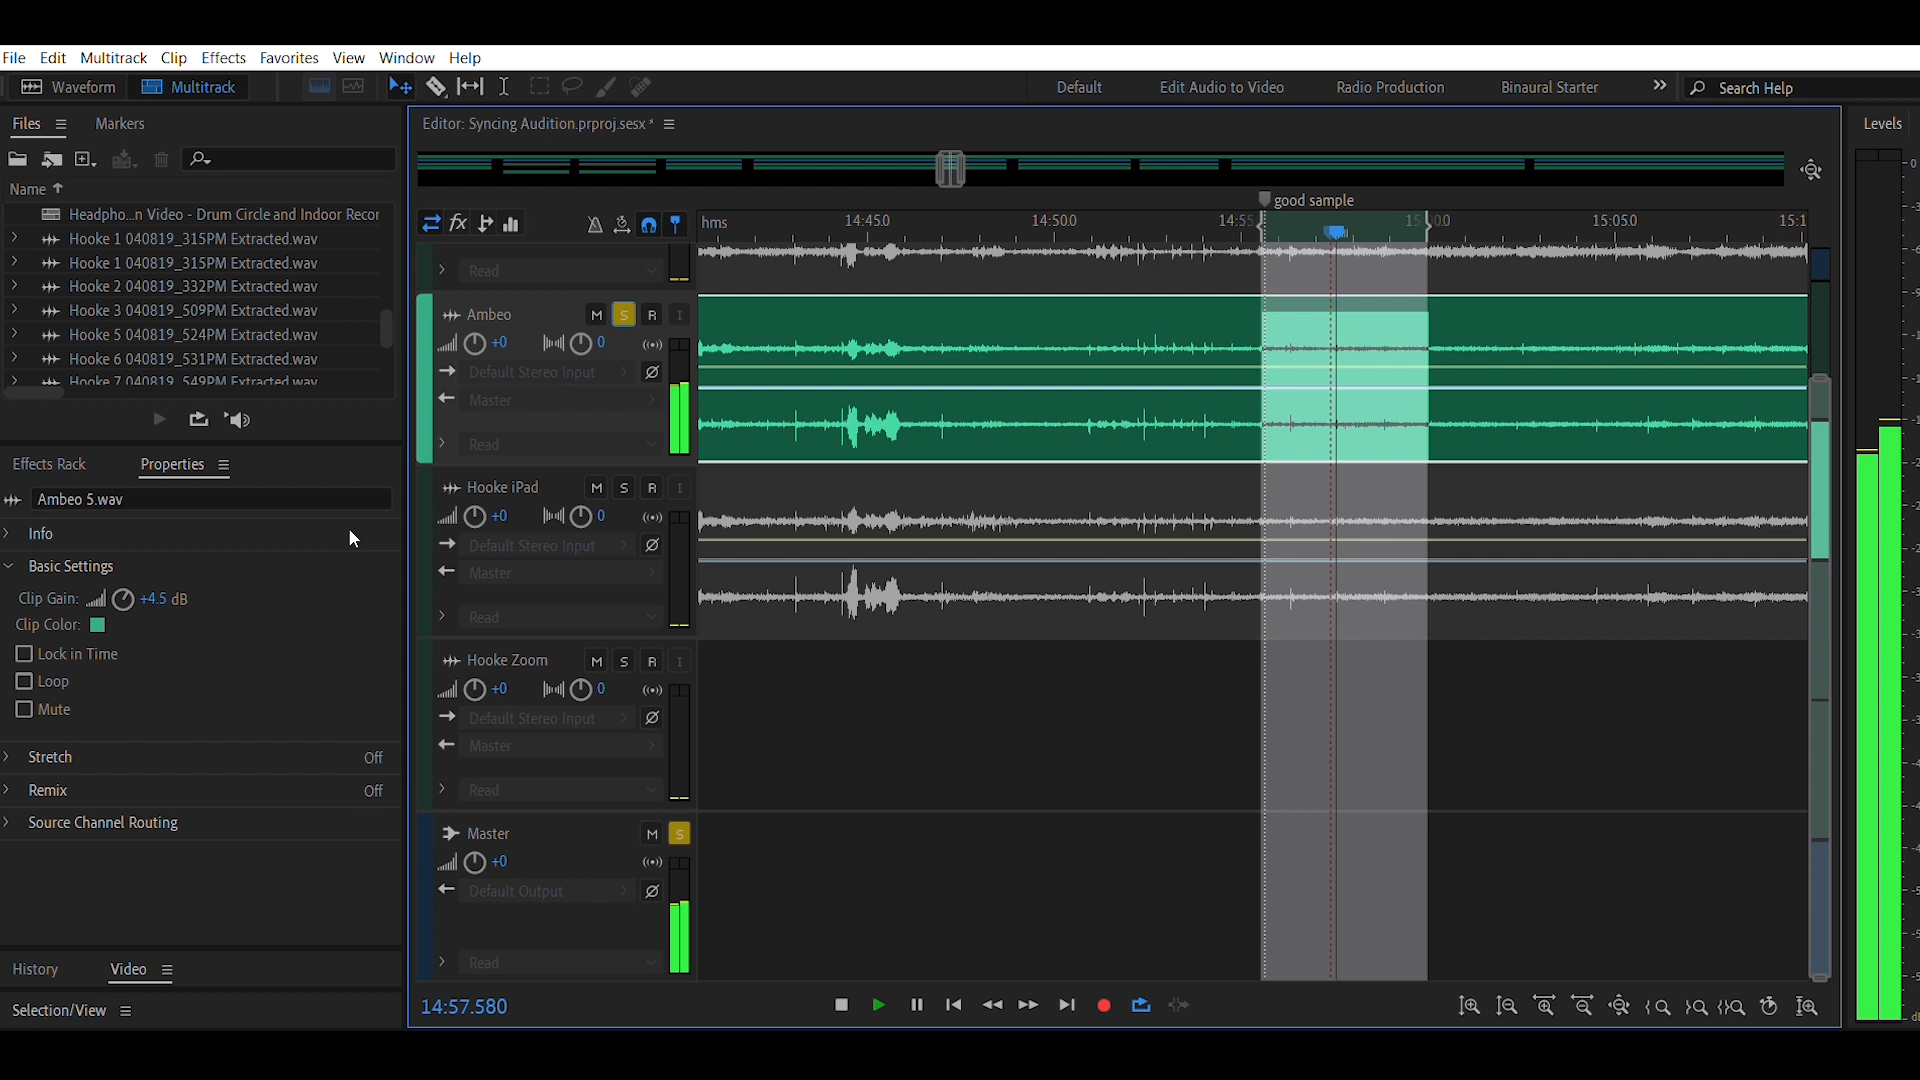 File Edit Multitrack Clip Effects Favorites View Window Help
Waveform Multitrack Default Edit Audio to Video Radio Production Binaural Starter Search Help
Files Markers
Name
Headpho...n Video - Drum Circle and Indoor Recor
Hooke 1 040819_315PM Extracted.wav
Hooke 1 040819_315PM Extracted.wav
Hooke 2 040819_332PM Extracted.wav
Hooke 3 040819_509PM Extracted.wav
Hooke 5 040819_524PM Extracted.wav
Hooke 6 040819_531PM Extracted.wav
Hooke 7 040819_549PM Extracted.wav
Effects Rack Properties
Ambeo 5.wav
Info
Basic Settings
Clip Gain: +4.5 dB
Clip Color:
Lock in Time
Loop
Mute
Stretch Off
Remix Off
Source Channel Routing
History Video
Selection/View
Editor: Syncing Audition.prproj.sesx *
good sample
fx hms 14:45.0 14:50.0 14:55 15:00.0 15:05.0 15:1
Read
Ambeo M S R I
+0 0
Default Stereo Input
Master
Read
Hooke iPad M S R I
+0 0
Default Stereo Input
Master
Read
Hooke Zoom M S R I
+0 0
Default Stereo Input
Master
Read
Master M S
+0
Default Output
Read
14:57.580
Levels